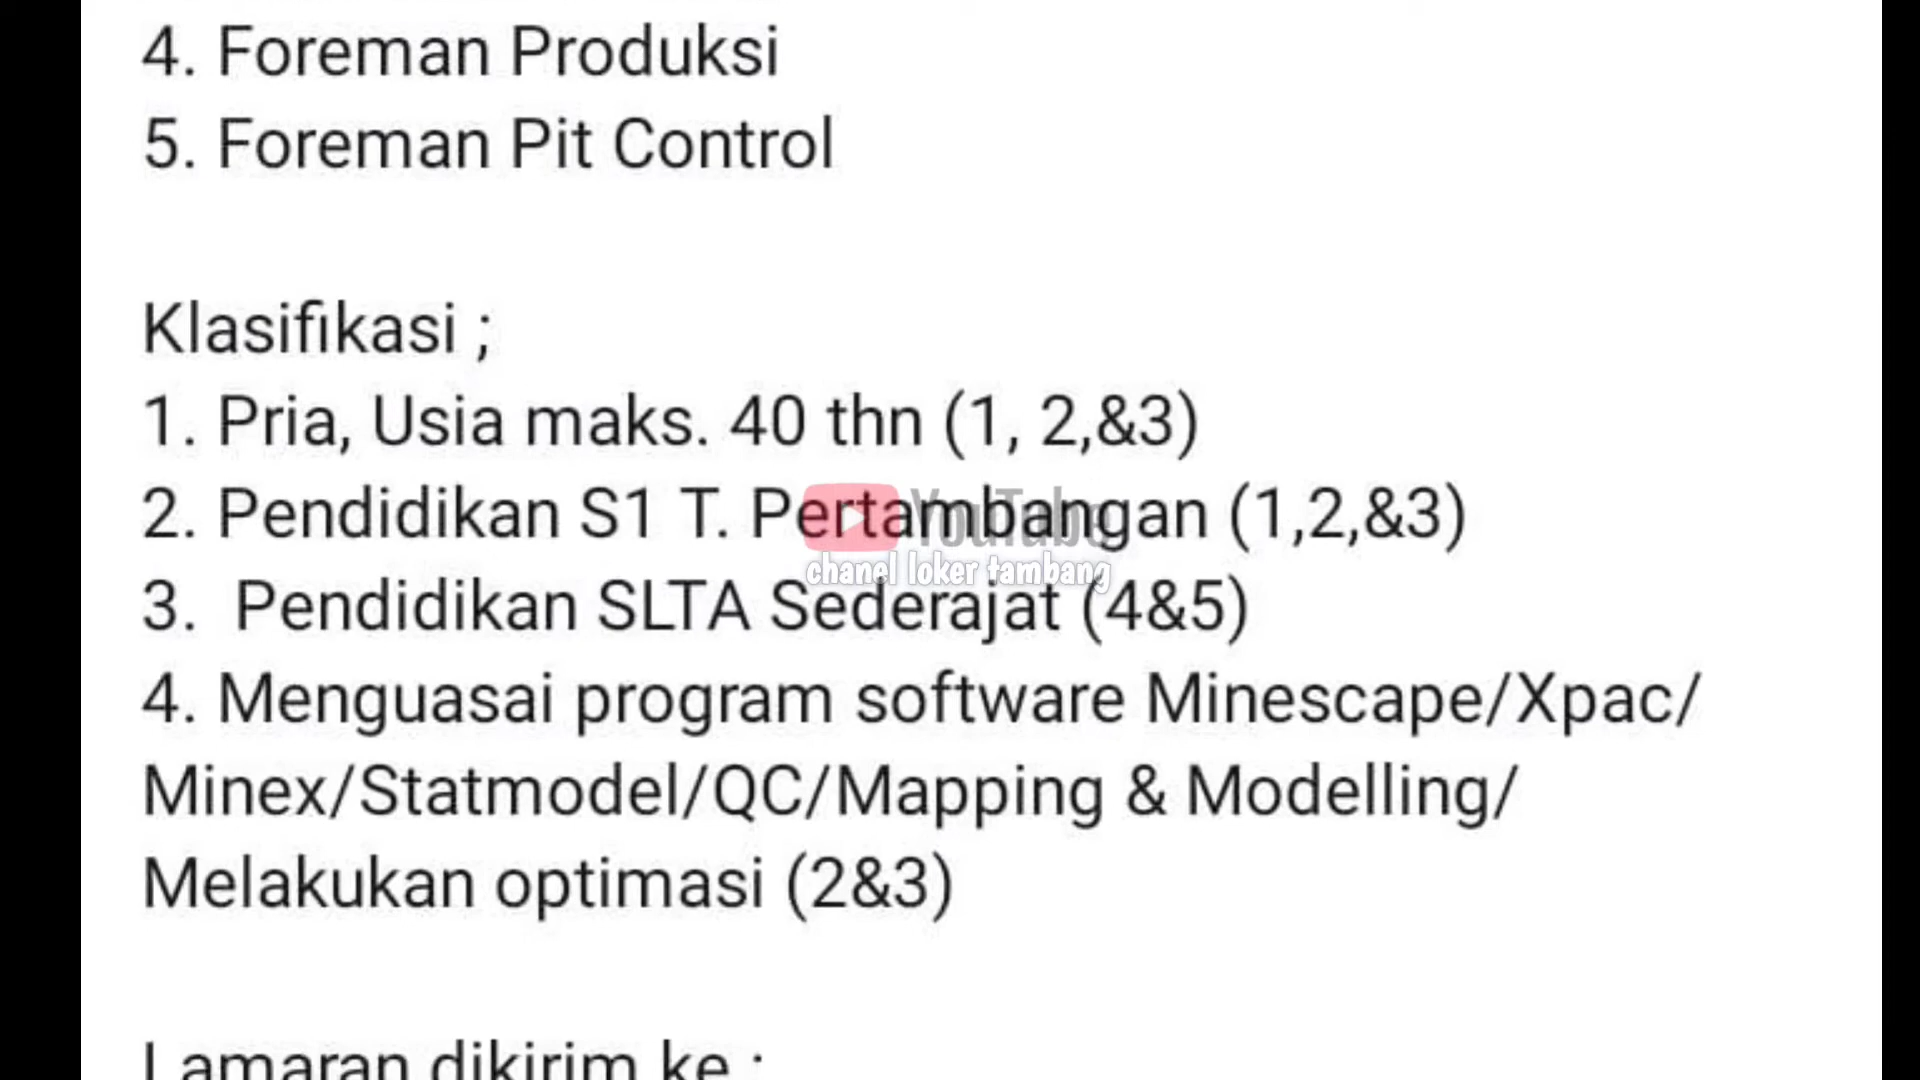 4. Foreman Produksi
5. Foreman Pit Control
Klasifikasi ;
1. Pria, Usia maks. 40 thn (1, 2,&3)
2. Pendidikan S1 T. Pertambangan (1,2,&3)
YouTube
chanel loker tambang
3.  Pendidikan SLTA Sederajat (4&5)
4. Menguasai program software Minescape/Xpac/
Minex/Statmodel/QC/Mapping & Modelling/
Melakukan optimasi (2&3)
Lamaran dikirim ke :